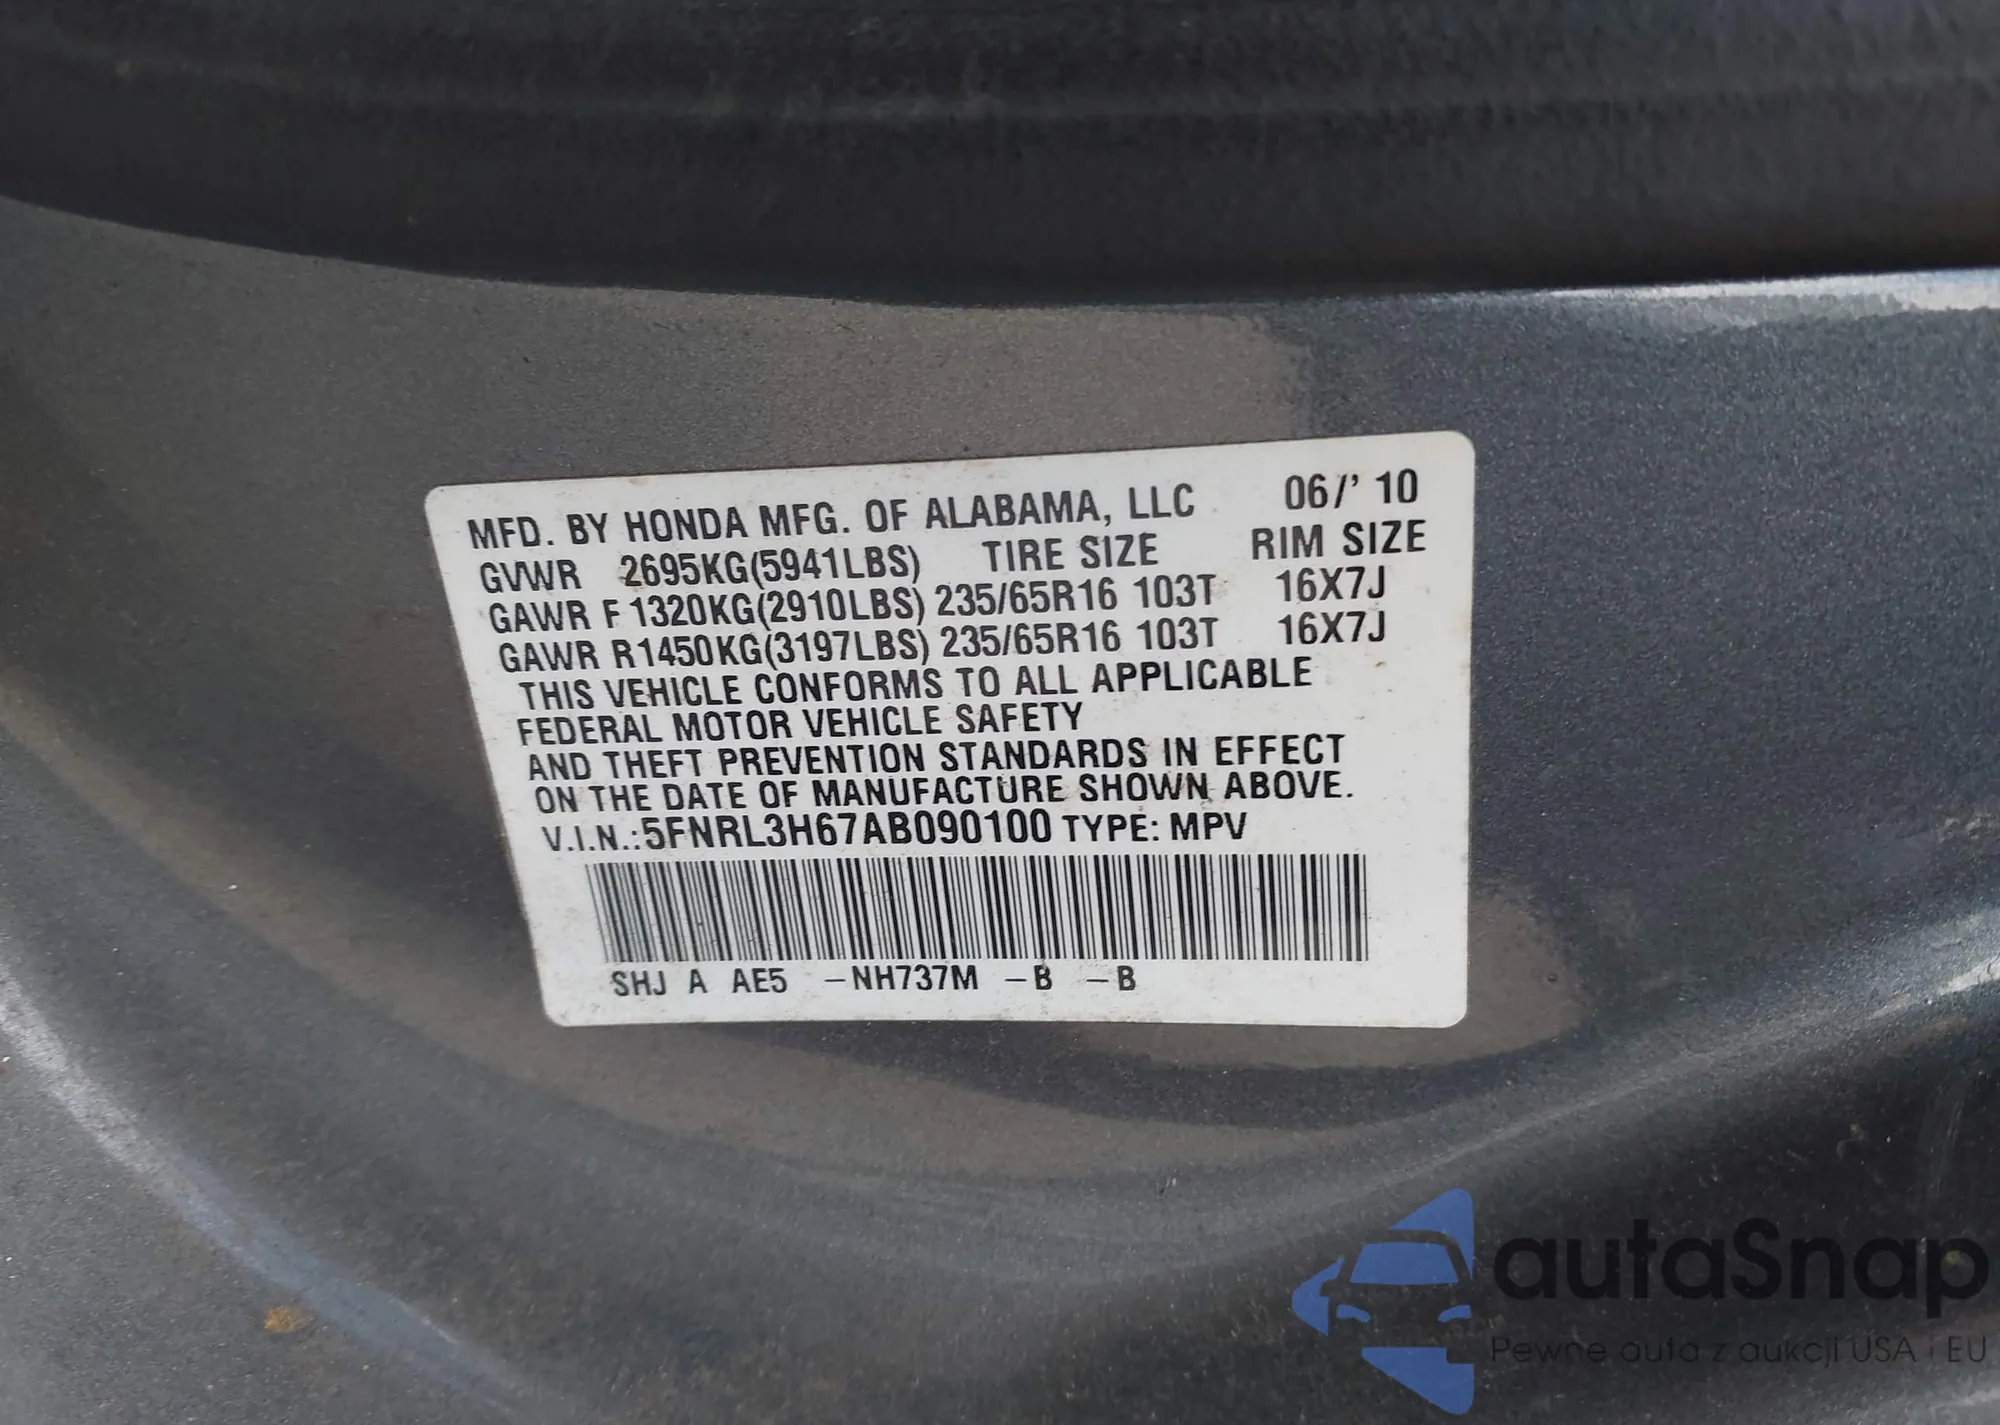 MFD. BY HONDA MFG. OF ALABAMA, LLC 06/' 10
GVWR 2695KG(5941LBS) TIRE SIZE RIM SIZE
GAWR F 1320KG(2910LBS) 235/65R16 103T 16X7J
GAWR R1450KG(3197LBS) 235/65R16 103T 16X7J
THIS VEHICLE CONFORMS TO ALL APPLICABLE
FEDERAL MOTOR VEHICLE SAFETY
AND THEFT PREVENTION STANDARDS IN EFFECT
ON THE DATE OF MANUFACTURE SHOWN ABOVE.
V.I.N.:5FNRL3H67AB090100 TYPE: MPV
SHJ A AE5 -NH737M -B -B
autaSnap
Pewne auta z aukcji USA i EU